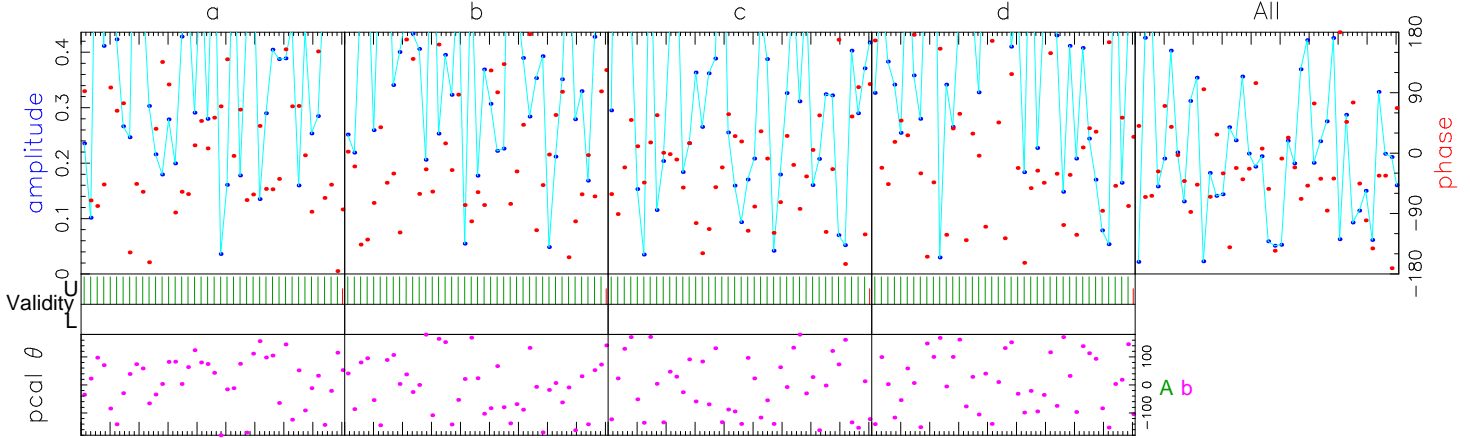 a b c d All
amplitude
0 0.1 0.2 0.3 0.4
180 90 0 -90 -180
phase
U
Validity
L
pcal θ
100 0 -100
A b